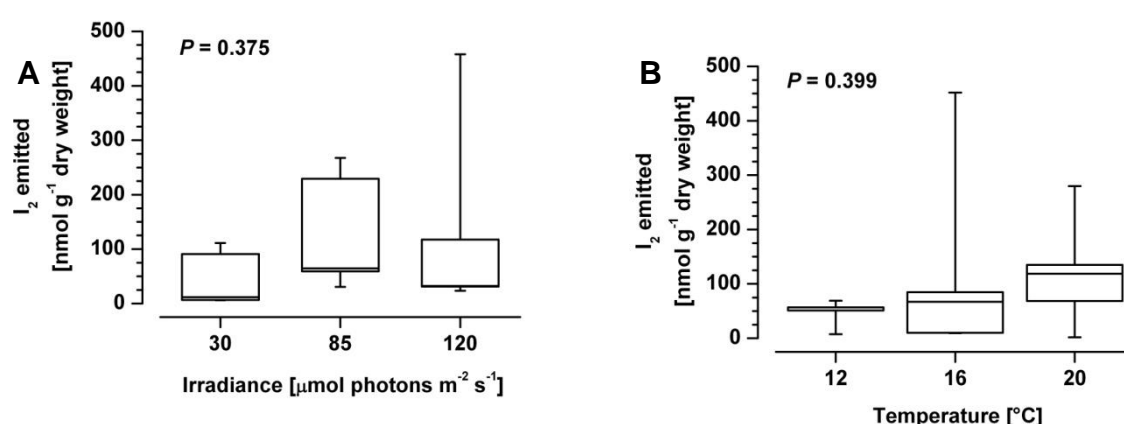 A
P = 0.375
I₂ emitted
[nmol g⁻¹ dry weight]
500
400
300
200
100
0
30 85 120
Irradiance [μmol photons m⁻² s⁻¹]
B
P = 0.399
I₂ emitted
[nmol g⁻¹ dry weight]
500
400
300
200
100
0
12 16 20
Temperature [°C]